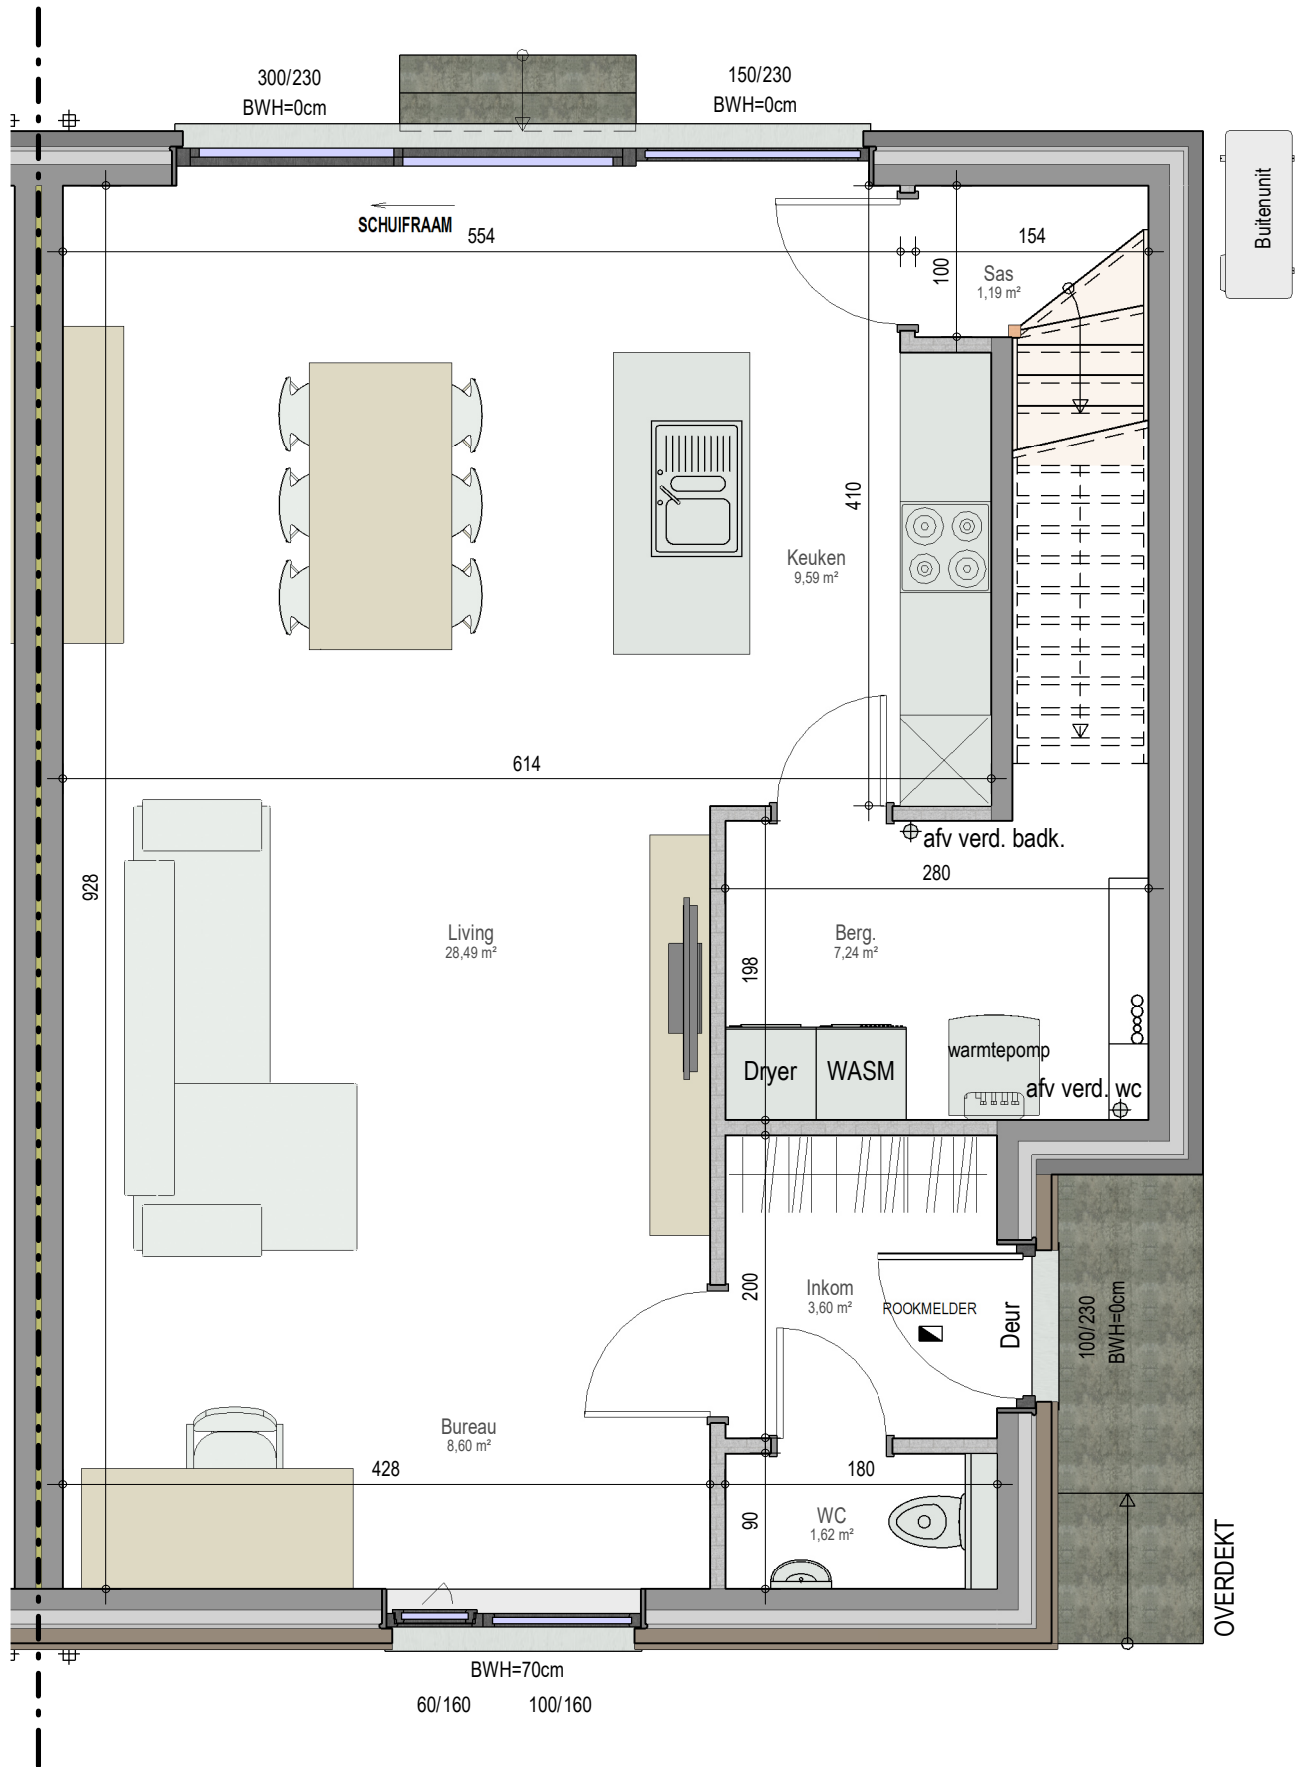 300/230
BWH=0cm
150/230
BWH=0cm
SCHUIFRAAM
554
154
100
Sas
1,19 m²
Buitenunit
410
Keuken
9,59 m²
614
afv verd. badk.
280
928
Living
28,49 m²
Berg.
7,24 m²
198
Dryer
WASM
warmtepomp
afv verd. wc
200
Inkom
3,60 m²
ROOKMELDER
Deur
100/230
BWH=0cm
Bureau
8,60 m²
428
180
90
WC
1,62 m²
OVERDEKT
BWH=70cm
60/160
100/160